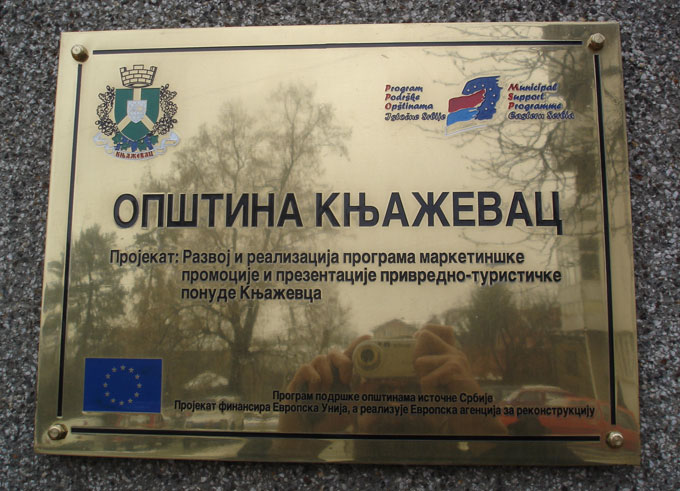 Program
Podrške
Opštinama
Istočne Srbije
Municipal
Support
Programme
Eastern Serbia
КЊАЖЕВАЦ
ОПШТИНА КЊАЖЕВАЦ
Пројекат: Развој и реализација програма маркетиншке
промоције и презентације привредно-туристичке
понуде Књажевца
Програм подршке општинама источне Србије
Пројекат финансира Европска Унија, а реализује Европска агенција за реконструкцију